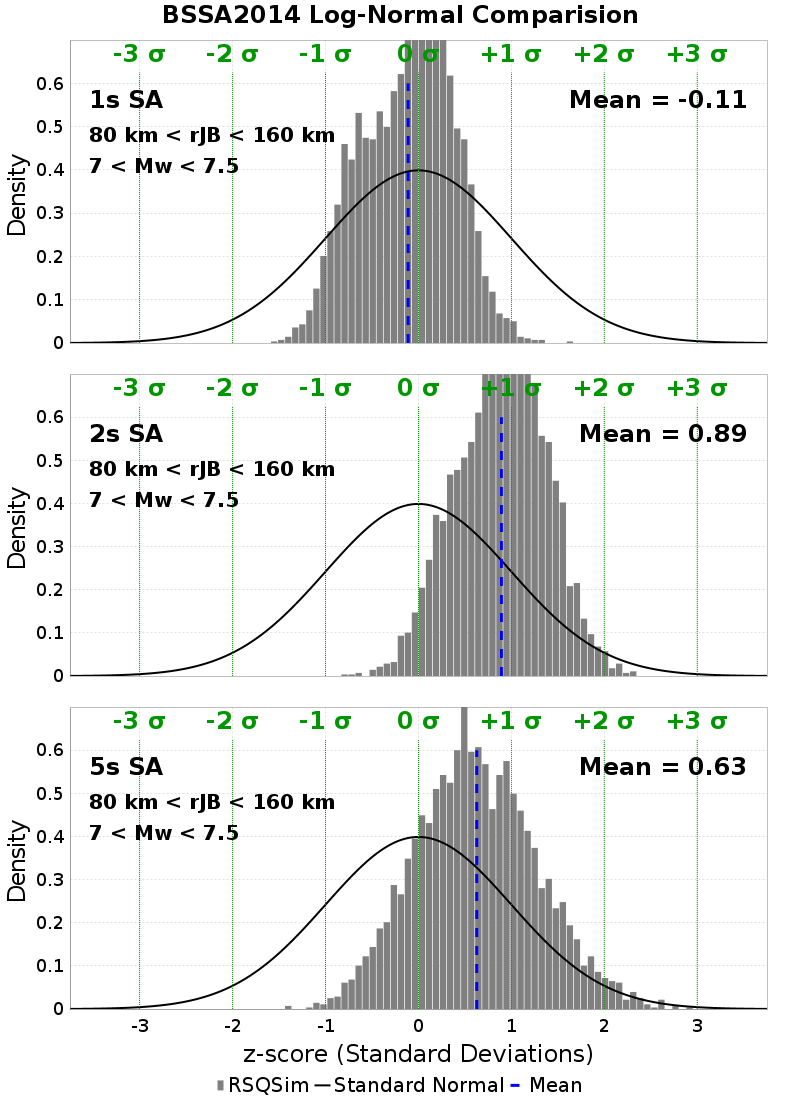 BSSA2014 Log-Normal Comparision
-3 σ -2 σ -1 σ 0 σ +1 σ +2 σ +3 σ
0.6
1s SA Mean = -0.11
0.5
80 km < rJB < 160 km
7 < Mw < 7.5
0.4
0.3
0.2
0.1
0
Density
-3 σ -2 σ -1 σ 0 σ +1 σ +2 σ +3 σ
0.6
2s SA Mean = 0.89
0.5
80 km < rJB < 160 km
7 < Mw < 7.5
0.4
0.3
0.2
0.1
0
Density
-3 σ -2 σ -1 σ 0 σ +1 σ +2 σ +3 σ
0.6
5s SA Mean = 0.63
0.5
80 km < rJB < 160 km
7 < Mw < 7.5
0.4
0.3
0.2
0.1
0
Density
-3 -2 -1 0 1 2 3
z-score (Standard Deviations)
RSQSim Standard Normal Mean